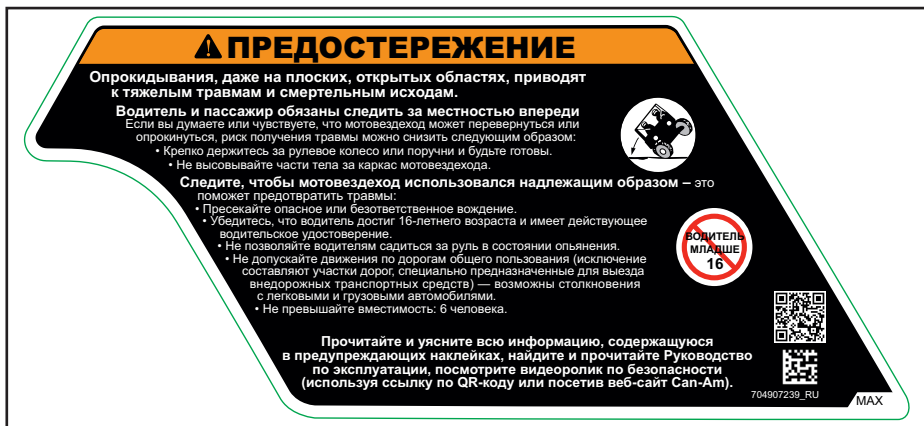 ПРЕДОСТЕРЕЖЕНИЕ
Опрокидывания, даже на плоских, открытых областях, приводят
к тяжелым травмам и смертельным исходам.
Водитель и пассажир обязаны следить за местностью впереди
Если вы думаете или чувствуете, что мотовездеход может перевернуться или
опрокинуться, риск получения травмы можно снизить следующим образом:
• Крепко держитесь за рулевое колесо или поручни и будьте готовы.
• Не высовывайте части тела за каркас мотовездехода.
Следите, чтобы мотовездеход использовался надлежащим образом – это
поможет предотвратить травмы:
• Пресекайте опасное или безответственное вождение.
• Убедитесь, что водитель достиг 16-летнего возраста и имеет действующее
водительское удостоверение.
• Не позволяйте водителям садиться за руль в состоянии опьянения.
• Не допускайте движения по дорогам общего пользования (исключение
составляют участки дорог, специально предназначенные для выезда
внедорожных транспортных средств) — возможны столкновения
с легковыми и грузовыми автомобилями.
• Не превышайте вместимость: 6 человека.
ВОДИТЕЛЬ
МЛАДШЕ
16
Прочитайте и уясните всю информацию, содержащуюся
в предупреждающих наклейках, найдите и прочитайте Руководство
по эксплуатации, посмотрите видеоролик по безопасности
(используя ссылку по QR-коду или посетив веб-сайт Can-Am).
704907239_RU
MAX